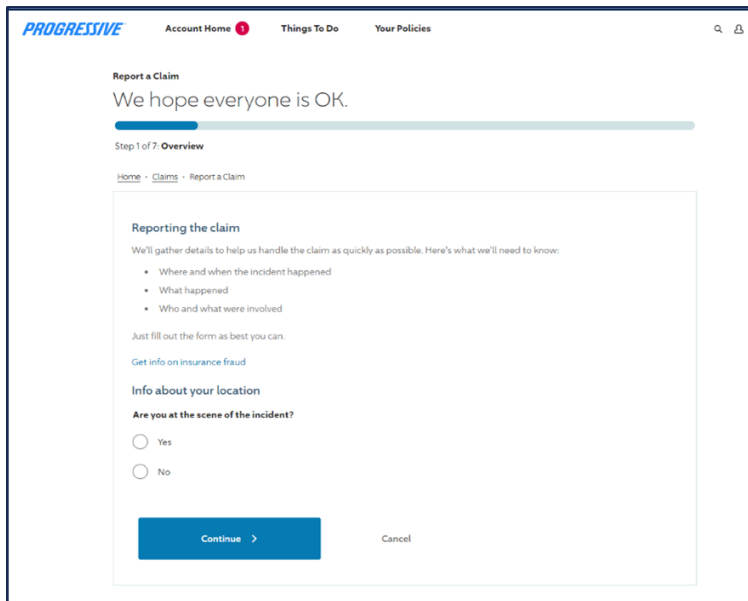 PROGRESSIVE Account Home 1 Things To Do Your Policies
Report a Claim
We hope everyone is OK.
Step 1 of 7: Overview
Home • Claims • Report a Claim
Reporting the claim
We'll gather details to help us handle the claim as quickly as possible. Here's what we'll need to know:
• Where and when the incident happened
• What happened
• Who and what were involved
Just fill out the form as best you can.
Get info on insurance fraud
Info about your location
Are you at the scene of the incident?
Yes
No
Continue > Cancel